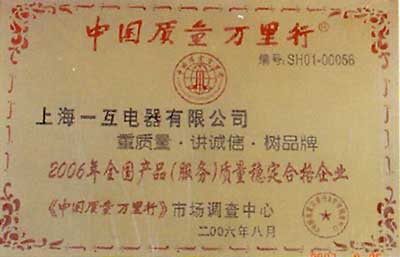 中国质量万里行
编号:SH01-00056
上海一互电器有限公司
重质量·讲诚信·树品牌
2006年全国产品(服务)质量稳定合格企业
《中国质量万里行》市场调查中心
二00六年八月